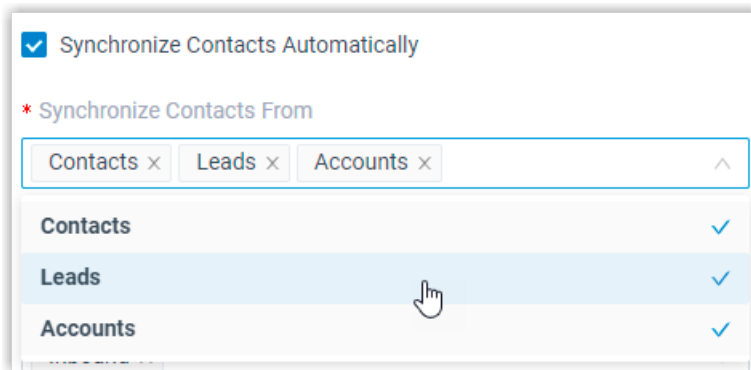 Synchronize Contacts Automatically
* Synchronize Contacts From
Contacts × Leads × Accounts ×
Contacts
Leads
Accounts